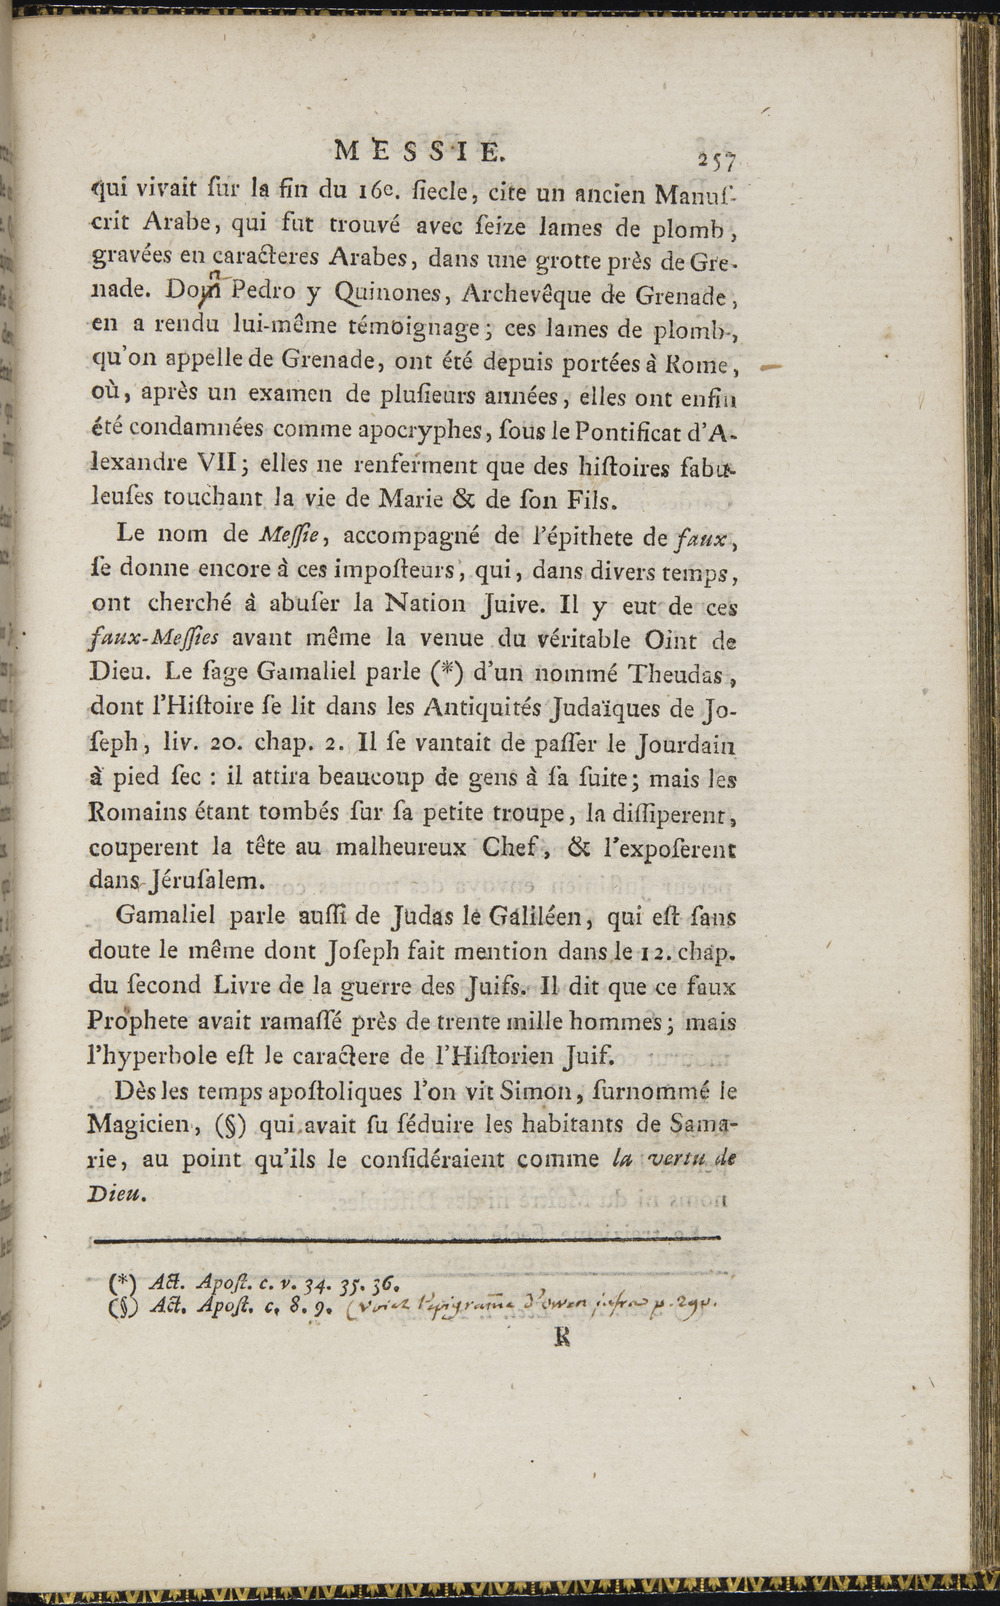 MESSIE.
257
qui vivait ſur la fin du 16e. ſiecle, cite un ancien Manuſ-
crit Arabe, qui fut trouvé avec ſeize lames de plomb,
gravées en caracteres Arabes, dans une grotte près de Gre-
nade. Dom Pedro y Quinones, Archevêque de Grenade,
en a rendu lui-même témoignage; ces lames de plomb,
qu'on appelle de Grenade, ont été depuis portées à Rome,
où, après un examen de pluſieurs années, elles ont enfin
été condamnées comme apocryphes, ſous le Pontificat d'A-
lexandre VII; elles ne renferment que des hiſtoires fabu-
leuſes touchant la vie de Marie & de ſon Fils.
Le nom de Meſſie, accompagné de l'épithete de faux,
ſe donne encore à ces impoſteurs, qui, dans divers temps,
ont cherché à abuſer la Nation Juive. Il y eut de ces
faux-Meſſies avant même la venue du véritable Oint de
Dieu. Le ſage Gamaliel parle (*) d'un nommé Theudas,
dont l'Hiſtoire ſe lit dans les Antiquités Judaïques de Jo-
ſeph, liv. 20. chap. 2. Il ſe vantait de paſſer le Jourdain
à pied ſec : il attira beaucoup de gens à ſa ſuite; mais les
Romains étant tombés ſur ſa petite troupe, la diſſiperent,
couperent la tête au malheureux Chef, & l'expoſerent
dans Jéruſalem.
Gamaliel parle auſſi de Judas le Galiléen, qui eſt ſans
doute le même dont Joſeph fait mention dans le 12. chap.
du ſecond Livre de la guerre des Juifs. Il dit que ce faux
Prophete avait ramaſſé près de trente mille hommes; mais
l'hyperbole eſt le caractere de l'Hiſtorien Juif.
Dès les temps apoſtoliques l'on vit Simon, ſurnommé le
Magicien, (§) qui avait ſu ſéduire les habitants de Sama-
rie, au point qu'ils le conſidéraient comme la vertu de
Dieu.
(*) Act. Apoſt. c. v. 34. 35. 36.
(§) Act. Apoſt. c. 8. 9. (Voiez l'epigram̄e d'owen infra p.
R